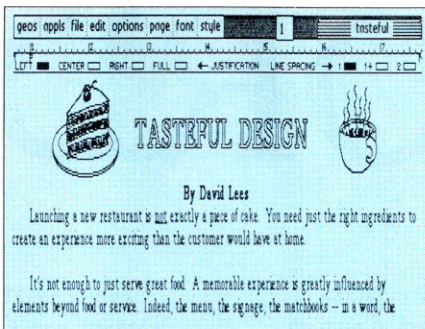 geos appls file edit options page font style 1 tasteful
LEFT CENTER RIGHT FULL ← JUSTIFICATION LINE SPACING → 1 1+ 2
TASTEFUL DESIGN
By David Lees
Launching a new restaurant is not exactly a piece of cake. You need just the right ingredients to
create an experience more exciting than the customer would have at home.
It's not enough to just serve great food. A memorable experience is greatly influenced by
elements beyond food or service. Indeed, the menu, the signage, the matchbooks -- in a word, the